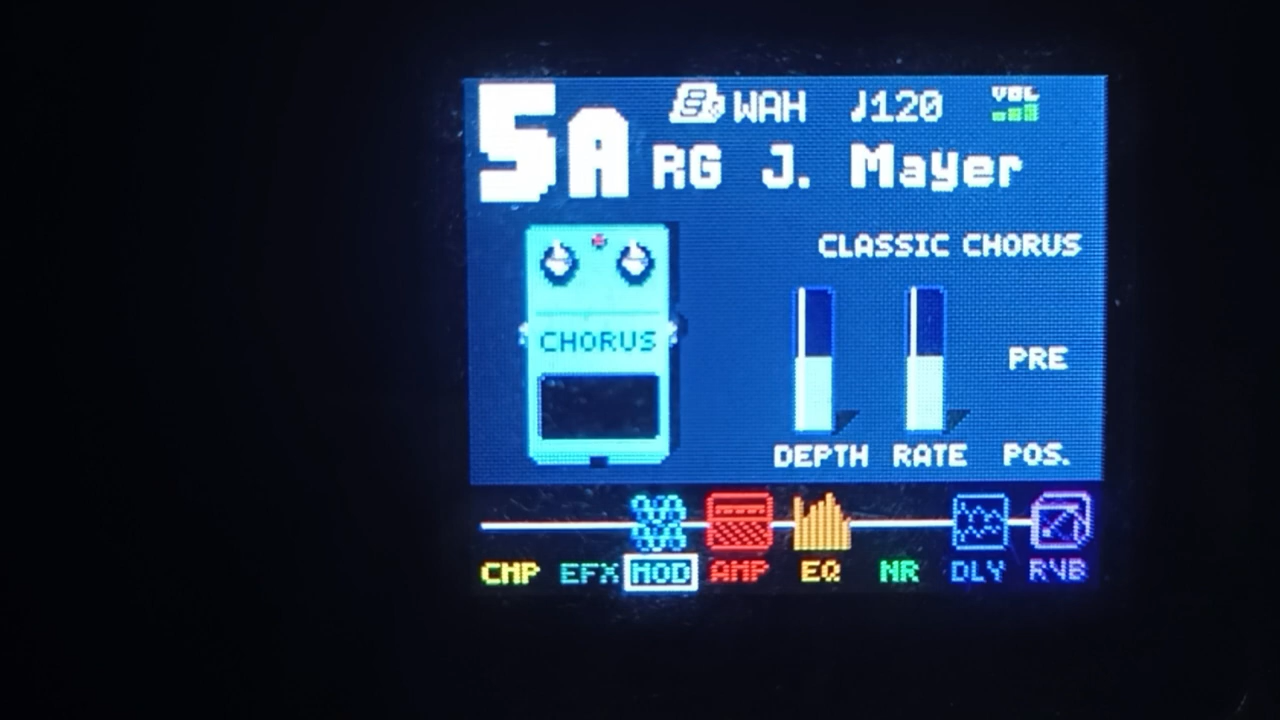 5A WAH ♩120 VOL
RG J. Mayer
CLASSIC CHORUS
CHORUS
PRE
DEPTH RATE POS.
CMP EFX MOD AMP EQ NR DLY RVB